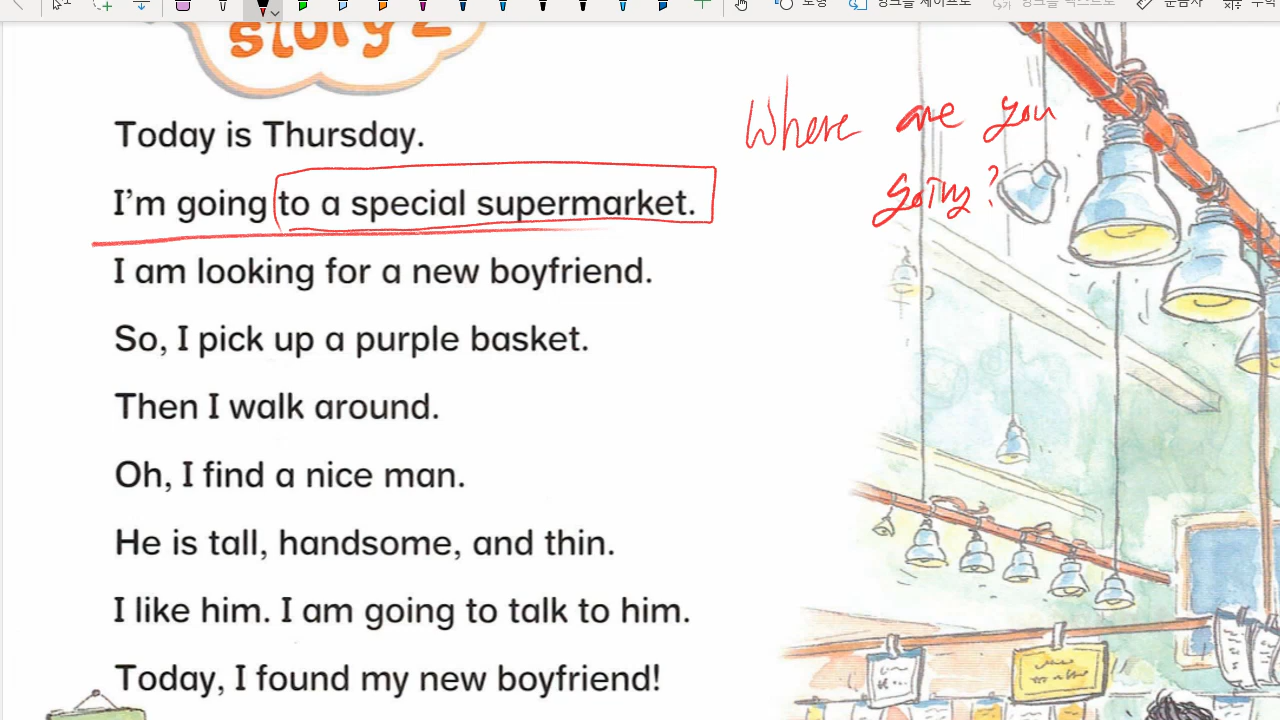 story 2
Today is Thursday.
I'm going to a special supermarket.
Where are you
going?
I am looking for a new boyfriend.
So, I pick up a purple basket.
Then I walk around.
Oh, I find a nice man.
He is tall, handsome, and thin.
I like him. I am going to talk to him.
Today, I found my new boyfriend!